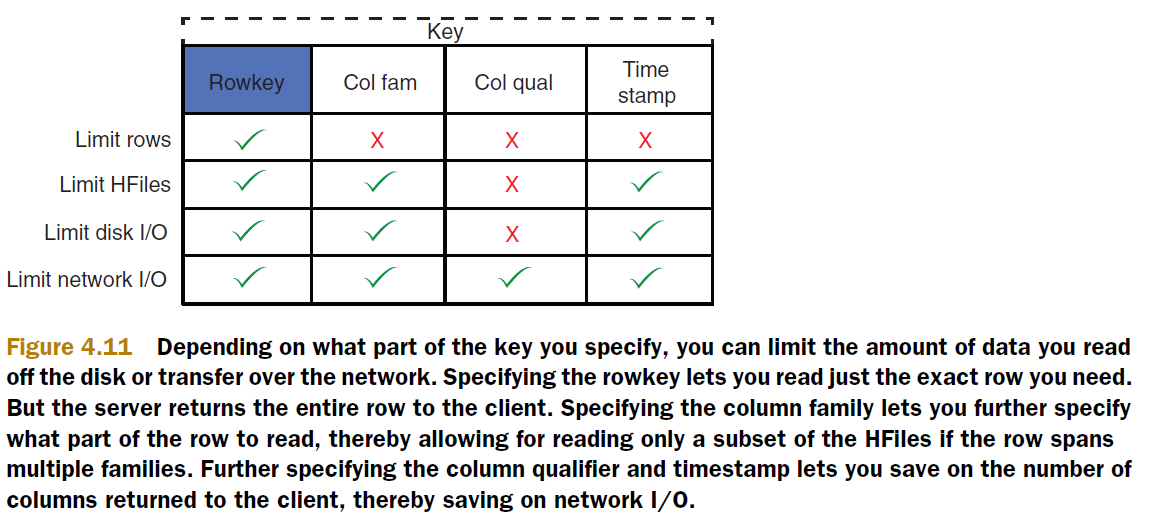 Key
Rowkey Col fam Col qual Time stamp
Limit rows ✓ X X X
Limit HFiles ✓ ✓ X ✓
Limit disk I/O ✓ ✓ X ✓
Limit network I/O ✓ ✓ ✓ ✓
Figure 4.11 Depending on what part of the key you specify, you can limit the amount of data you read
off the disk or transfer over the network. Specifying the rowkey lets you read just the exact row you need.
But the server returns the entire row to the client. Specifying the column family lets you further specify
what part of the row to read, thereby allowing for reading only a subset of the HFiles if the row spans
multiple families. Further specifying the column qualifier and timestamp lets you save on the number of
columns returned to the client, thereby saving on network I/O.